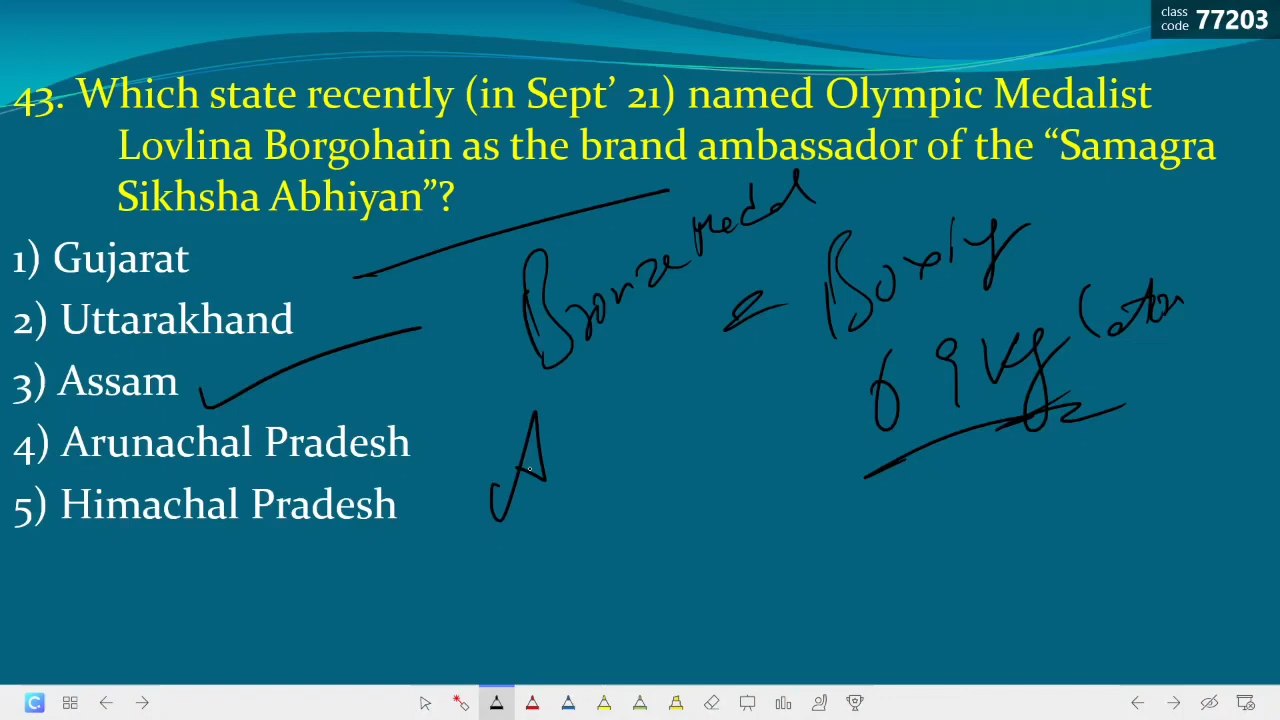 class
code 77203
43. Which state recently (in Sept’ 21) named Olympic Medalist
Lovlina Borgohain as the brand ambassador of the “Samagra
Sikhsha Abhiyan”?
1) Gujarat
2) Uttarakhand
3) Assam
4) Arunachal Pradesh
5) Himachal Pradesh
Bronze medal
69 kg
A